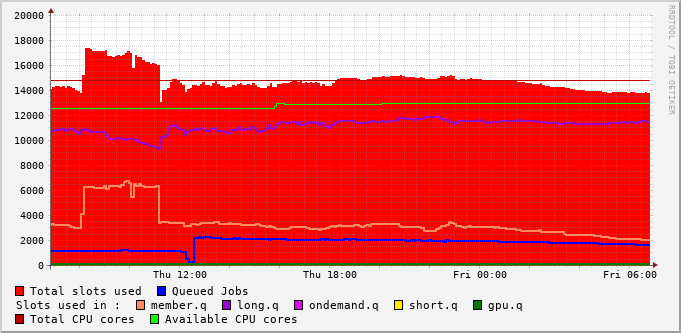 20000
18000
16000
14000
12000
10000
8000
6000
4000
2000
0
Thu 12:00 Thu 18:00 Fri 00:00 Fri 06:00
RRDTOOL / TOBI OETIKER
Total slots used Queued Jobs
Slots used in : member.q long.q ondemand.q short.q gpu.q
Total CPU cores Available CPU cores